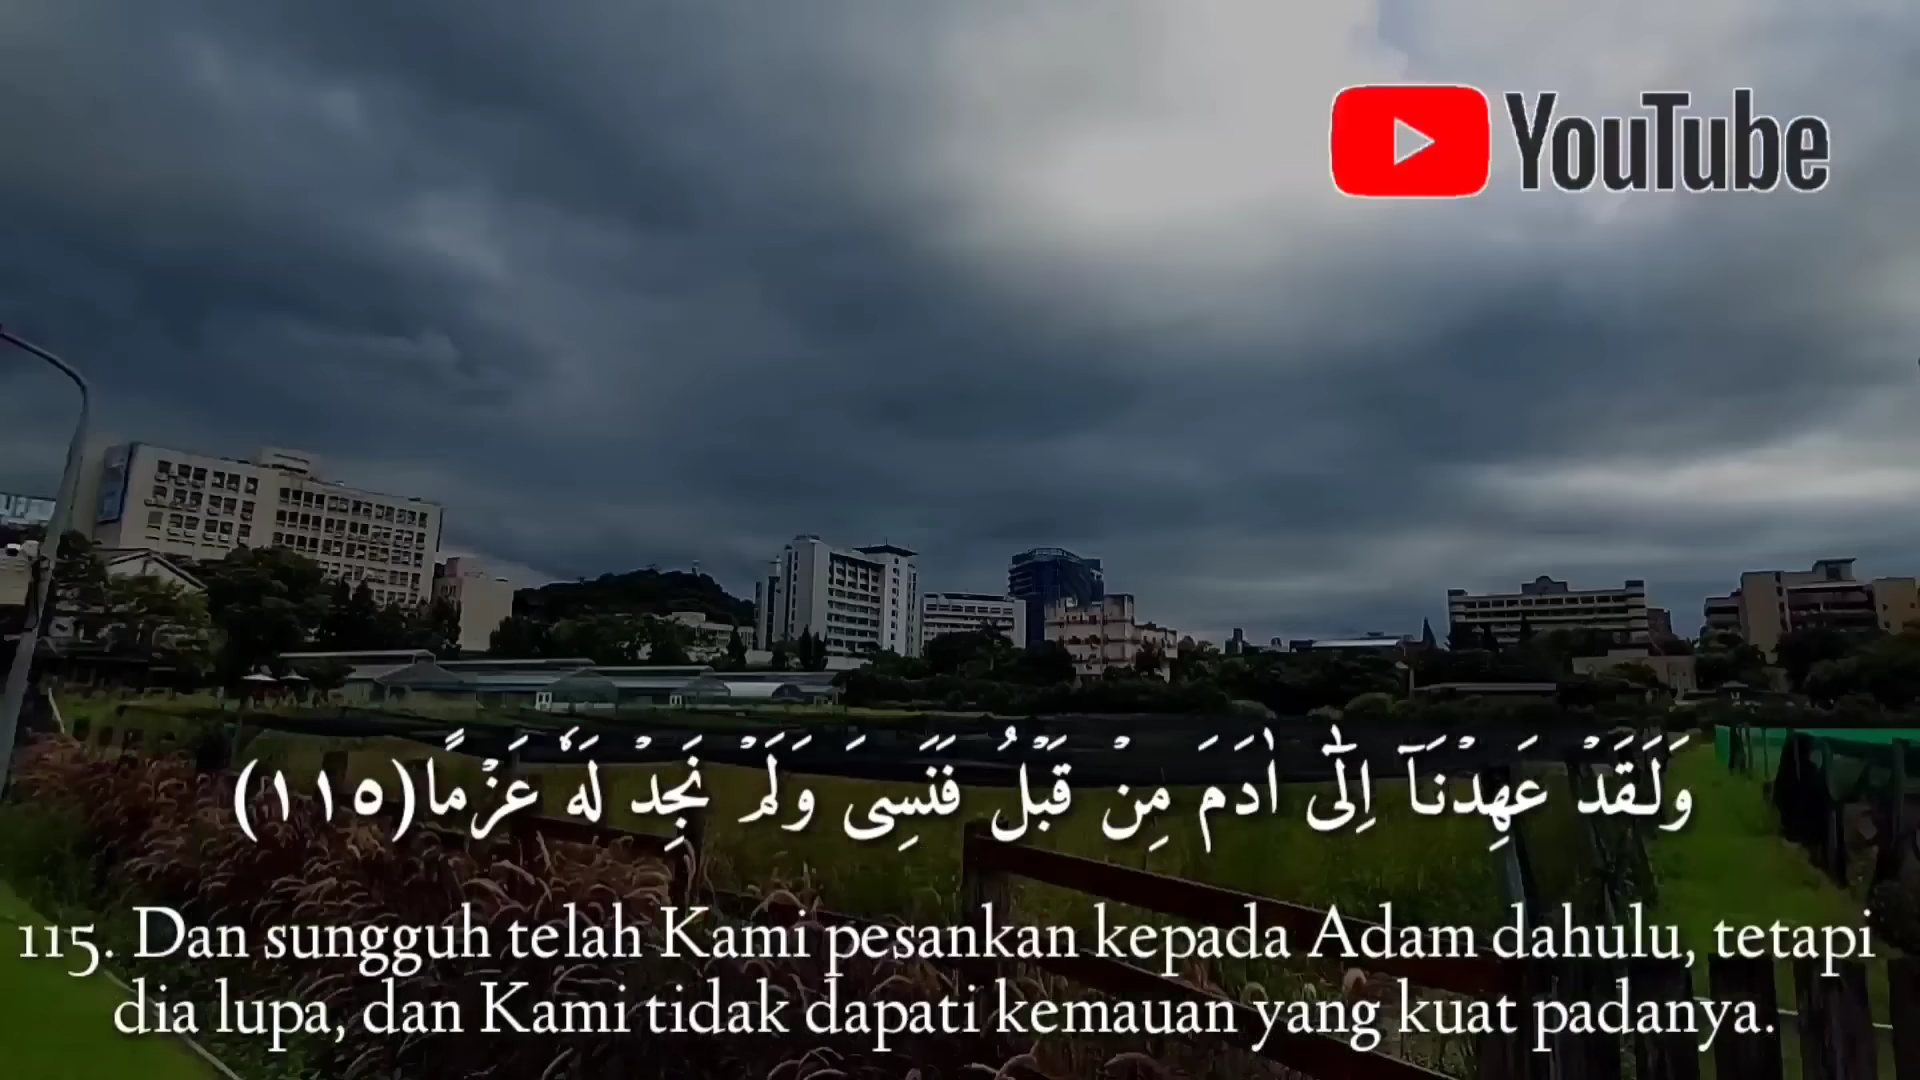 YouTube
وَلَقَدْ عَهِدْنَآ اِلٰٓى اٰدَمَ مِنْ قَبْلُ فَنَسِيَ وَلَمْ نَجِدْ لَهٗ عَزْمًا(١١٥)
115. Dan sungguh telah Kami pesankan kepada Adam dahulu, tetapi
dia lupa, dan Kami tidak dapati kemauan yang kuat padanya.